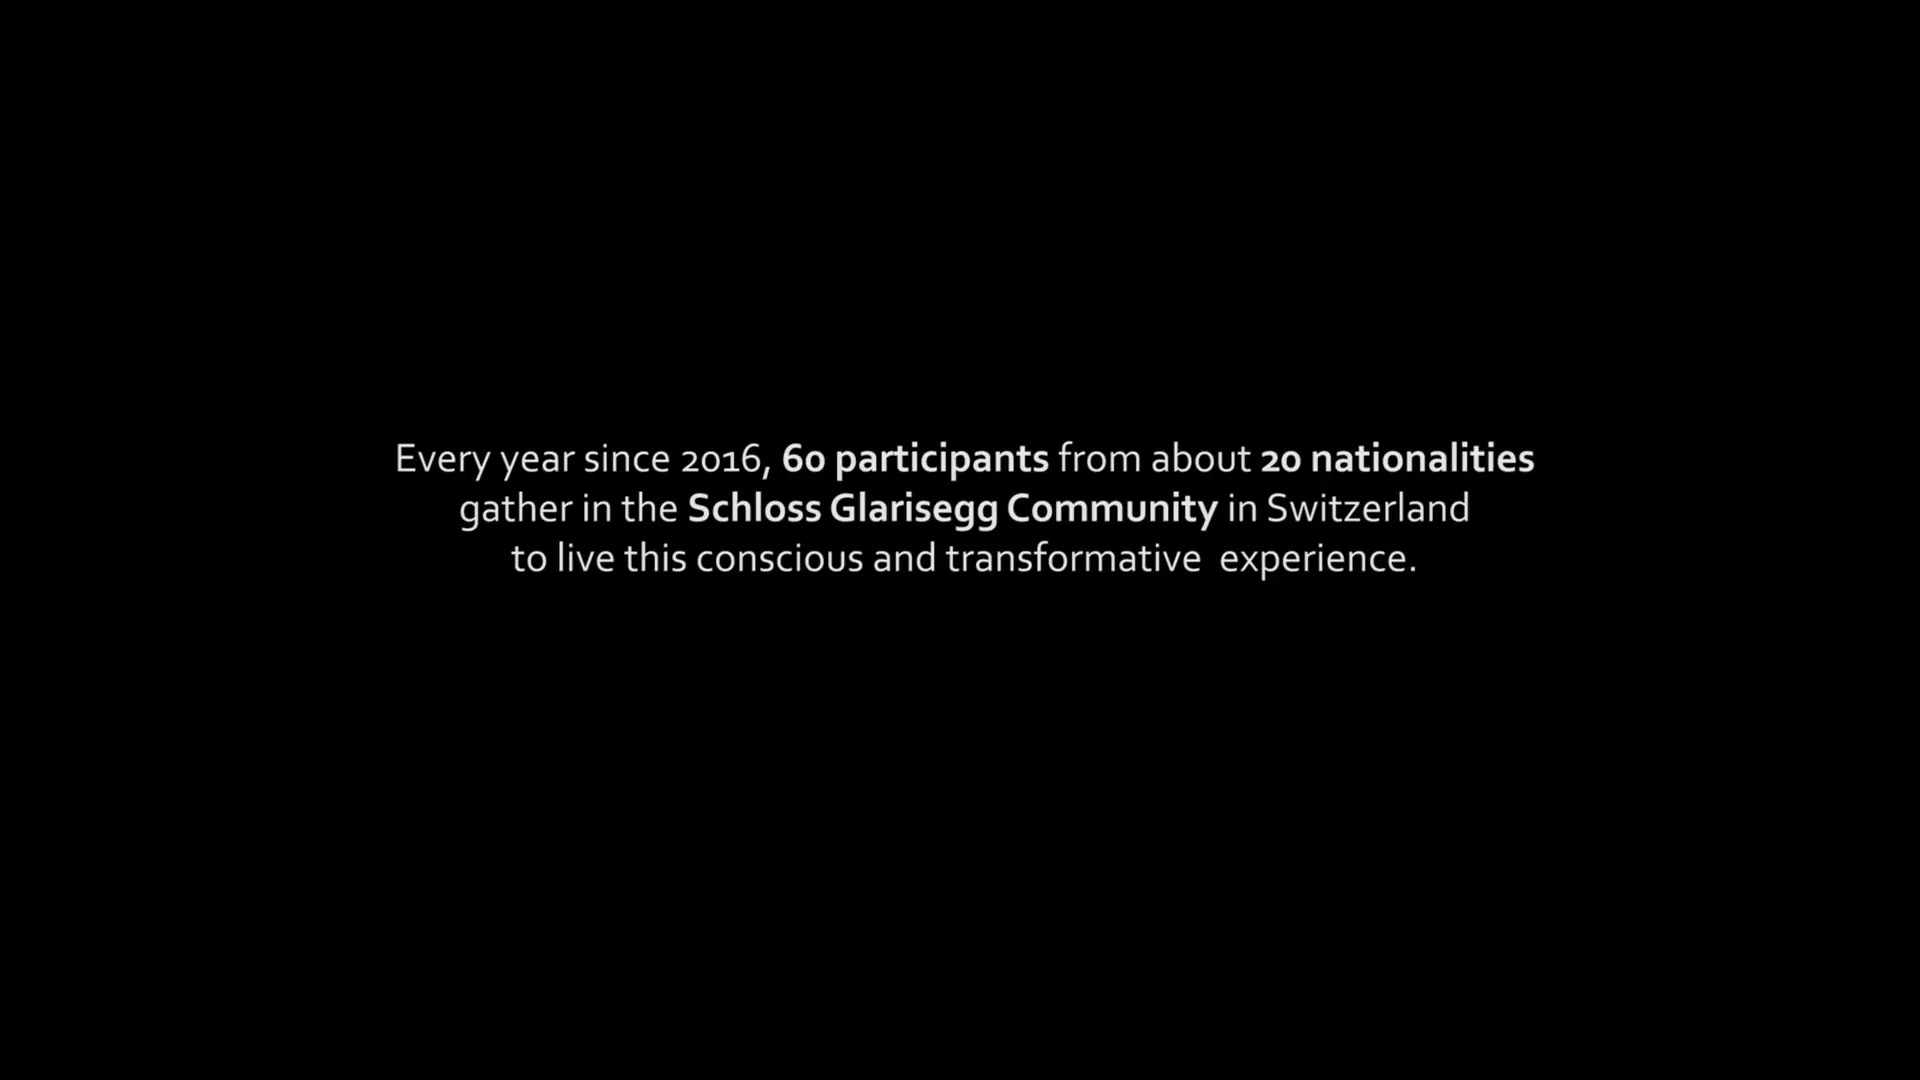 Every year since 2016, 60 participants from about 20 nationalities
gather in the Schloss Glarisegg Community in Switzerland
to live this conscious and transformative  experience.